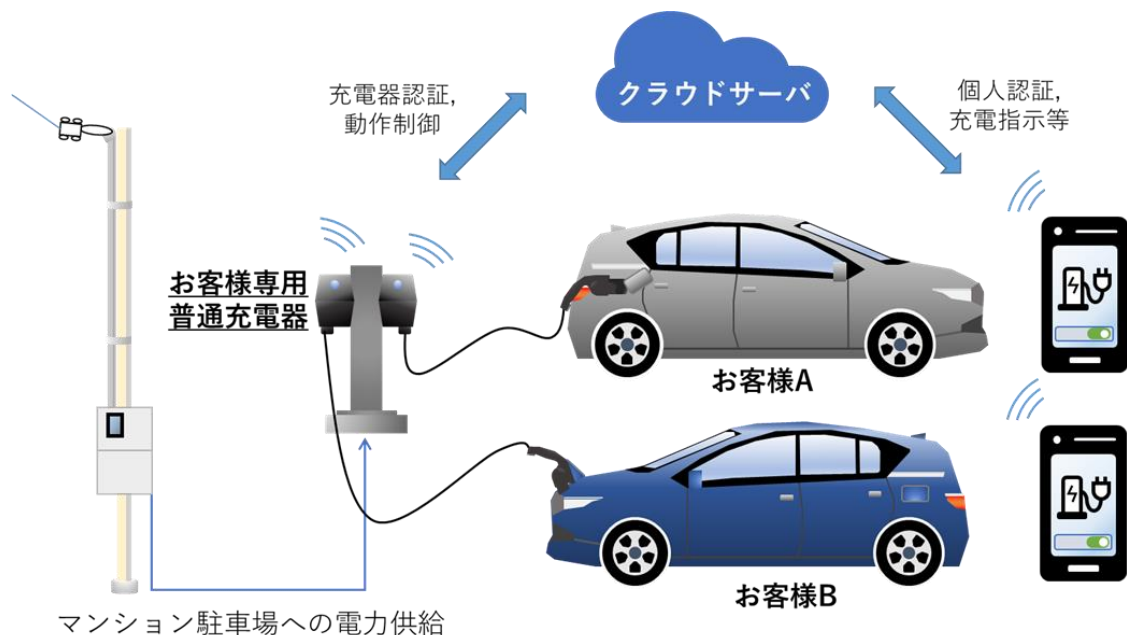 クラウドサーバ
充電器認証,
動作制御
個人認証,
充電指示等
お客様専用
普通充電器
お客様A
お客様B
マンション駐車場への電力供給